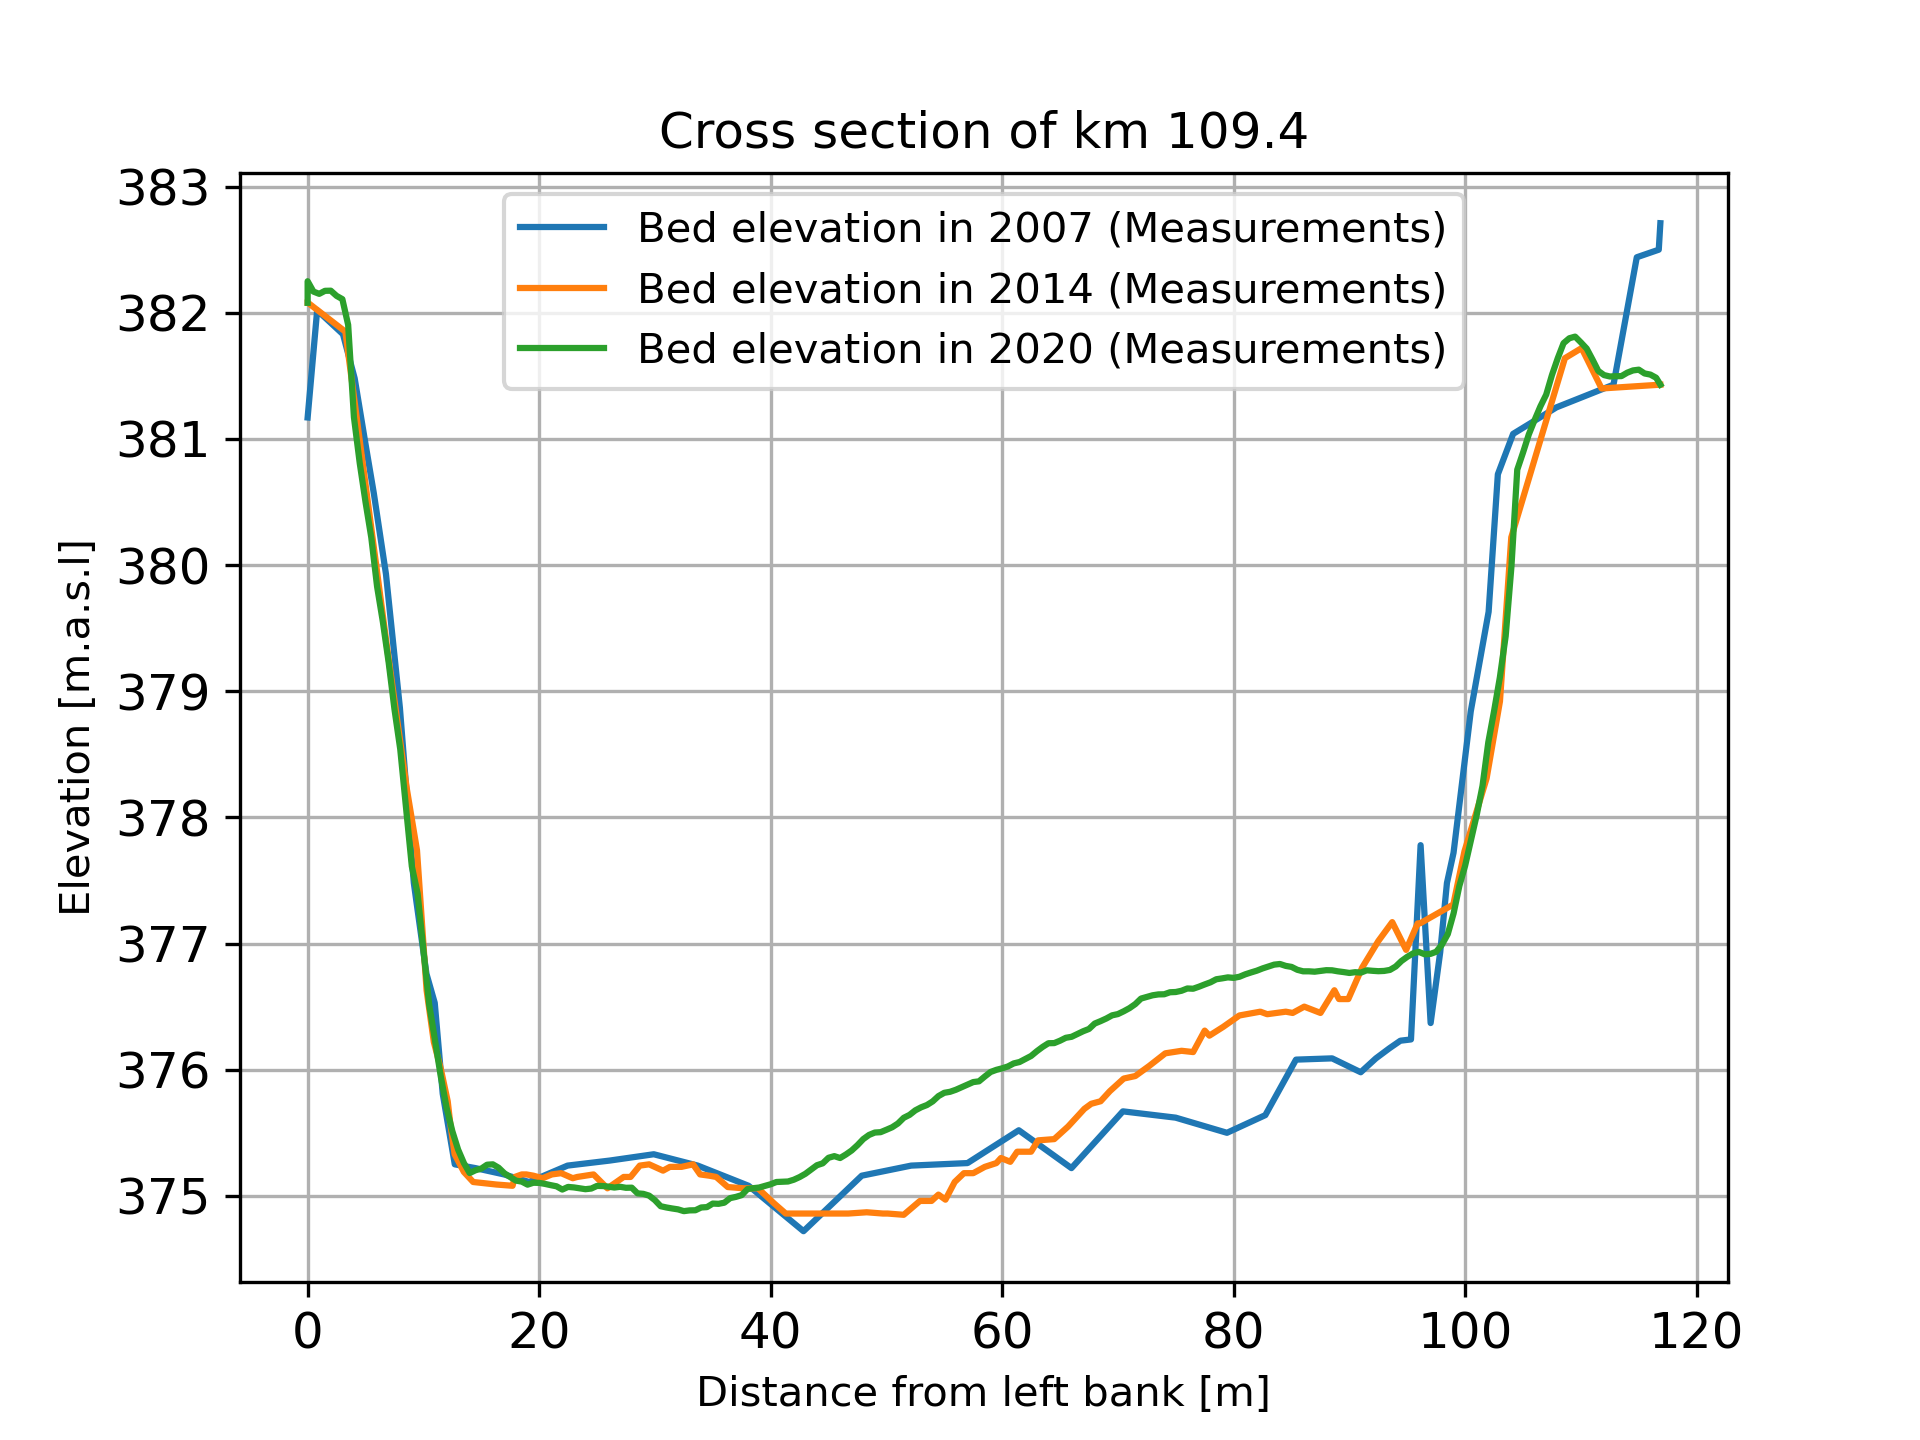 Cross section of km 109.4
383
382
381
380
379
378
377
376
375
Elevation [m.a.s.l]
Bed elevation in 2007 (Measurements)
Bed elevation in 2014 (Measurements)
Bed elevation in 2020 (Measurements)
0 20 40 60 80 100 120
Distance from left bank [m]